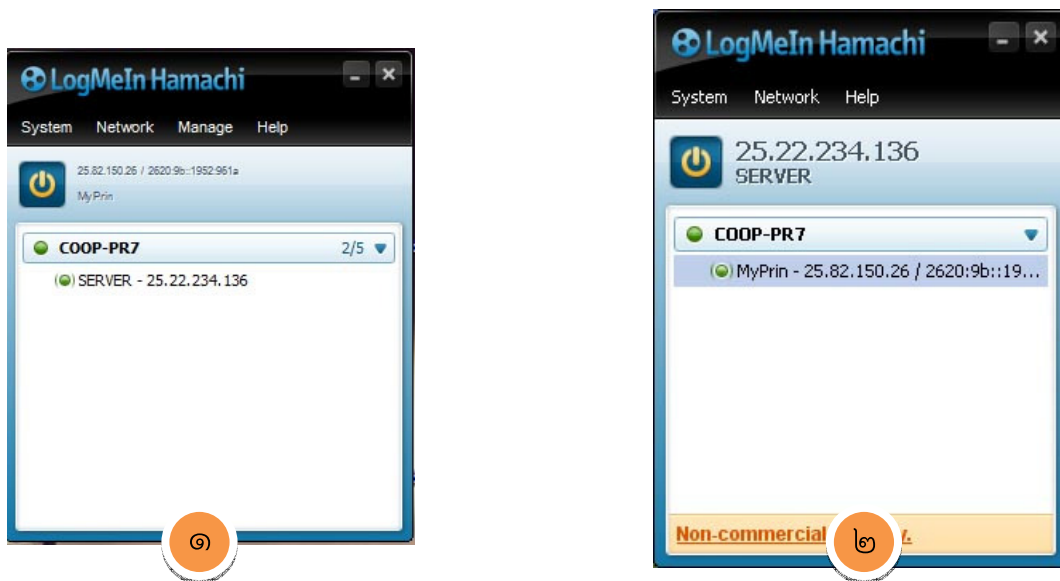 LogMeIn Hamachi
System Network Manage Help
25.82.150.26 / 2620:9b::1952:961a
MyPrin
COOP-PR7 2/5
SERVER - 25.22.234.136
๑
LogMeIn Hamachi
System Network Help
25.22.234.136
SERVER
COOP-PR7
MyPrin - 25.82.150.26 / 2620:9b::19...
Non-commercial
๒